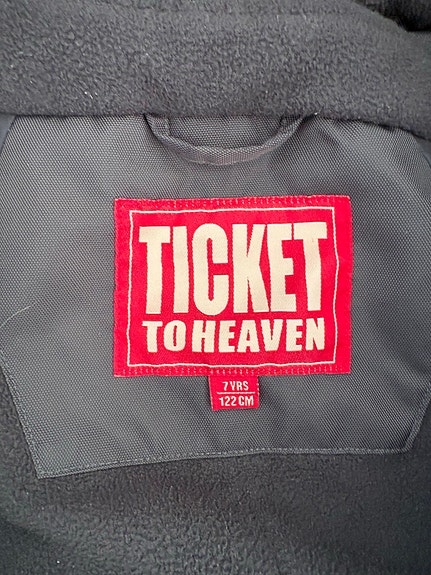 TICKET
TO HEAVEN
7 YRS
122 CM